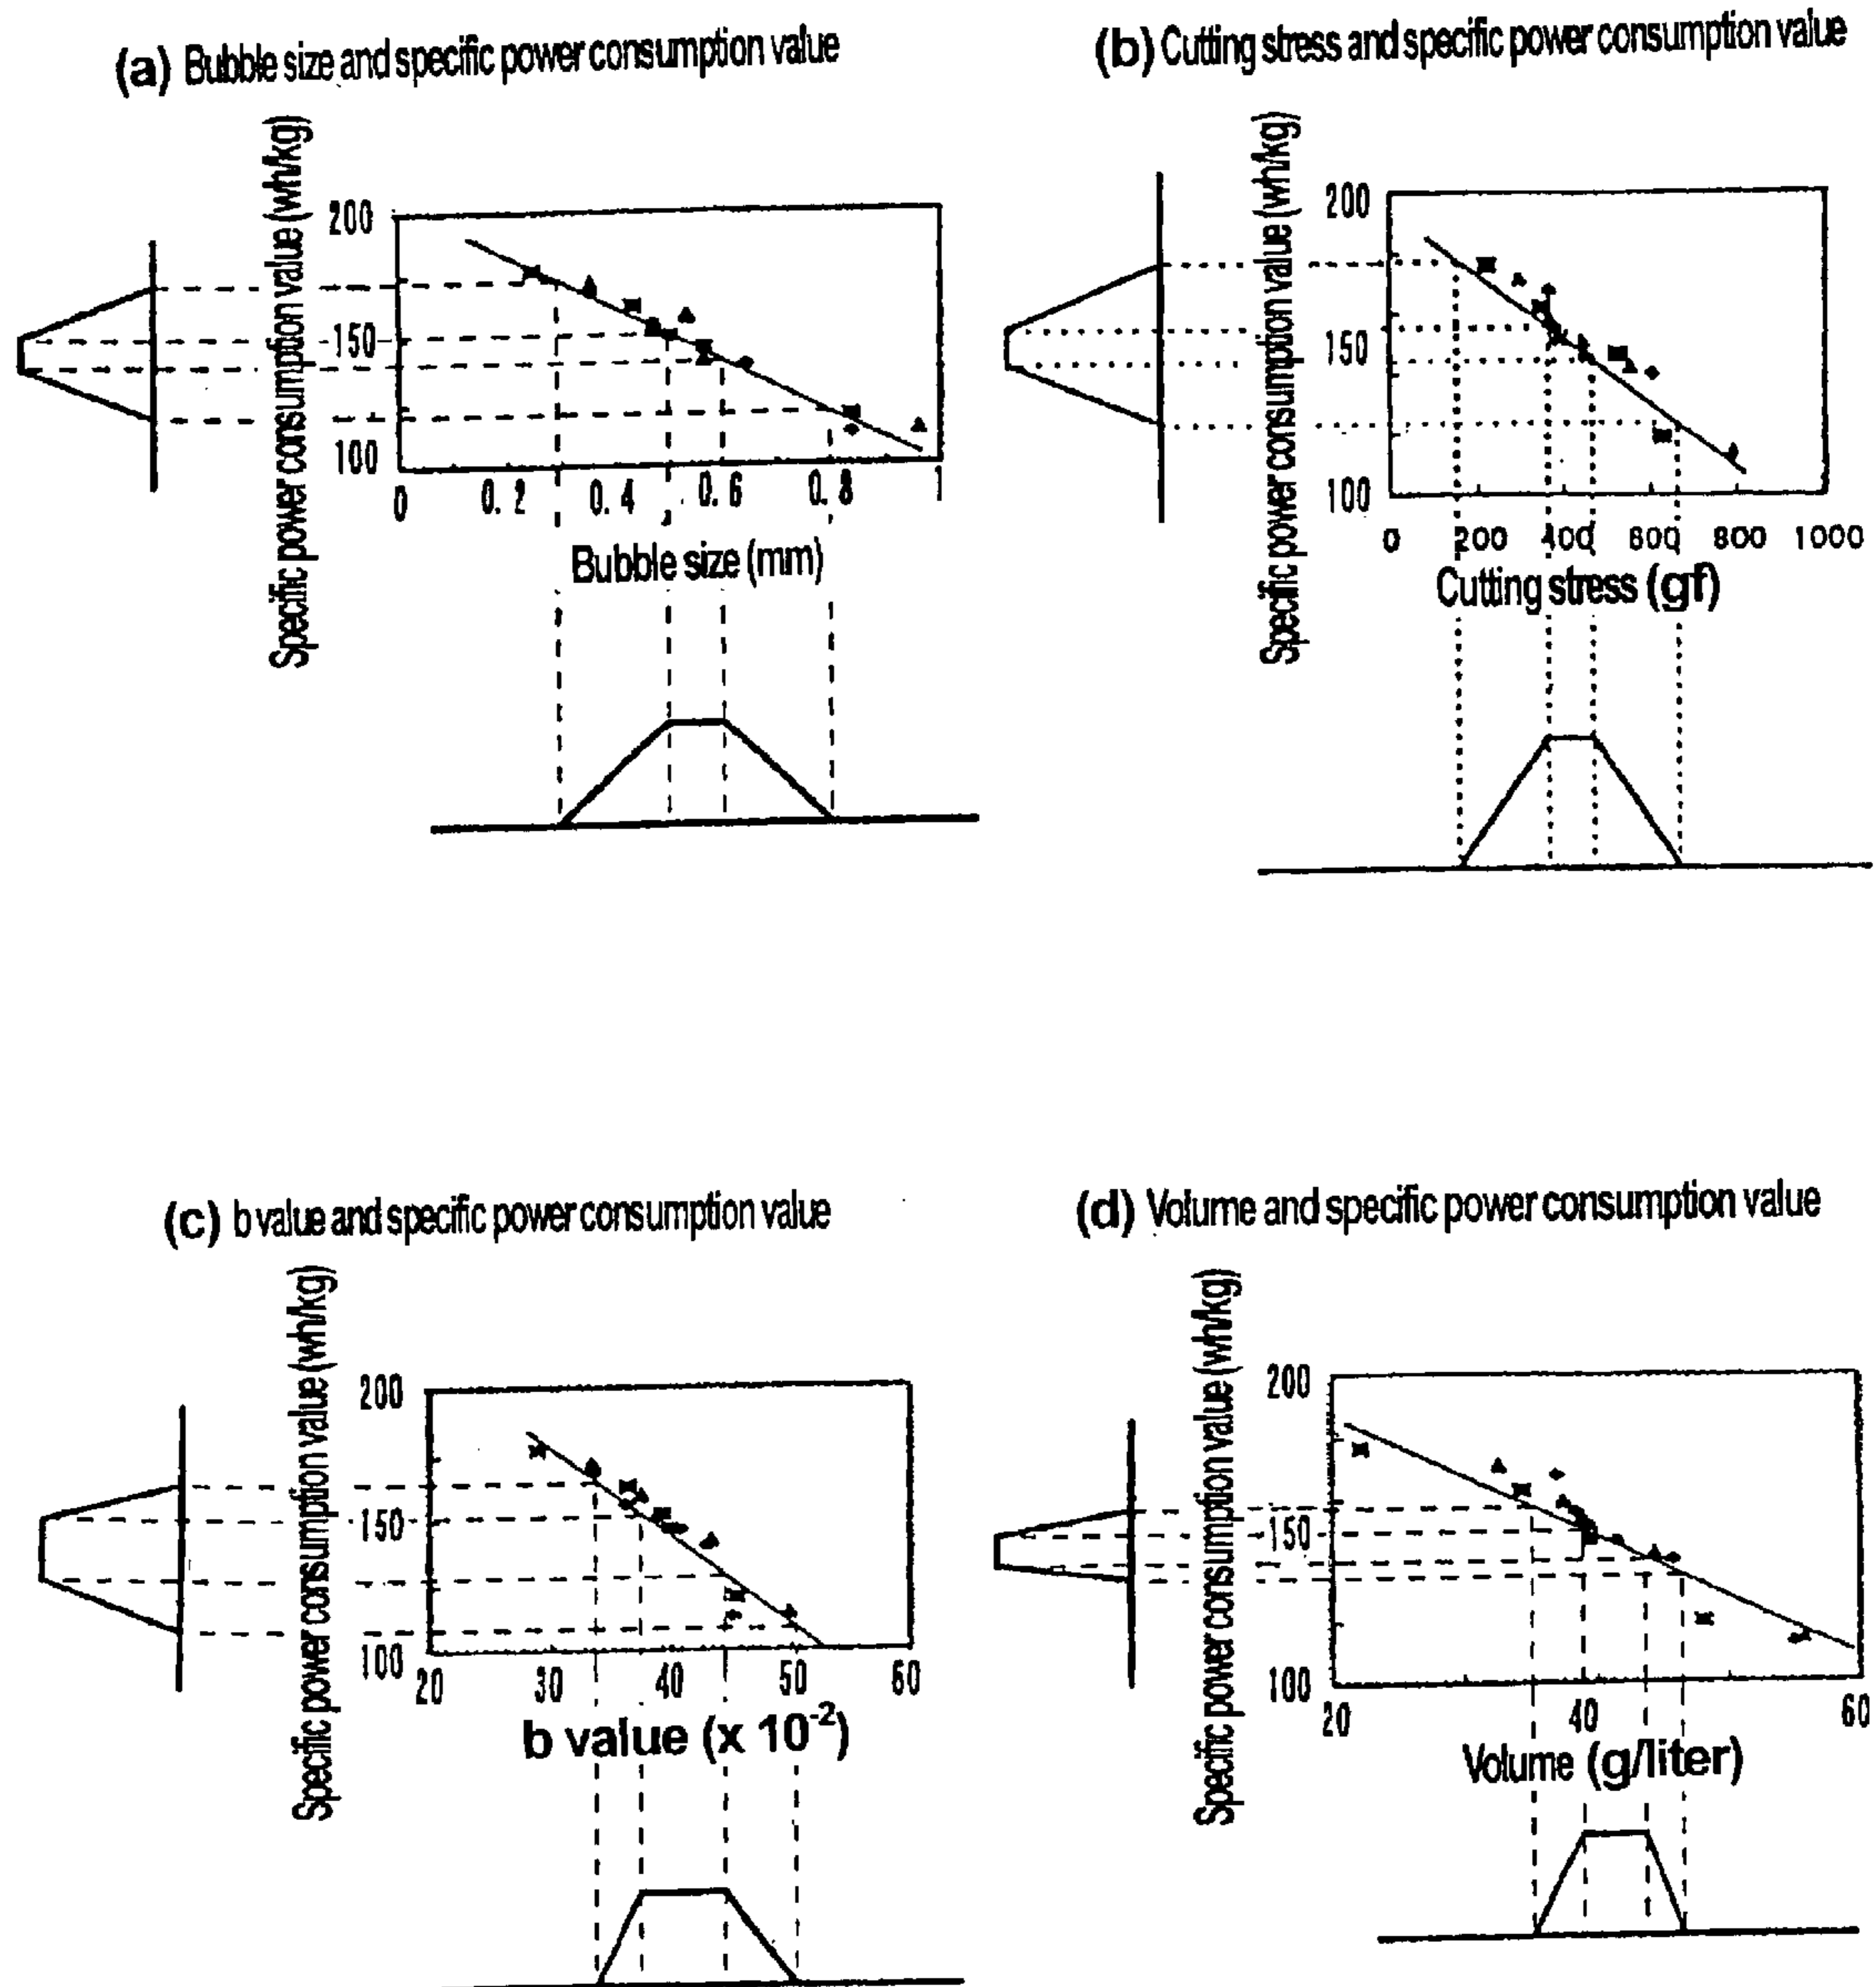 (a) Bubble size and specific power consumption value
Specific power consumption value (wh/kg)
200
150
100
0 0.2 0.4 0.6 0.8 1
Bubble size (mm)
(b) Cutting stress and specific power consumption value
Specific power consumption value (wh/kg)
200
150
100
0 200 400 600 800 1000
Cutting stress (gf)
(c) b value and specific power consumption value
Specific power consumption value (wh/kg)
200
150
100
20 30 40 50 60
b value (x 10-2)
(d) Volume and specific power consumption value
Specific power consumption value (wh/kg)
200
150
100
20 40 60
Volume (g/liter)